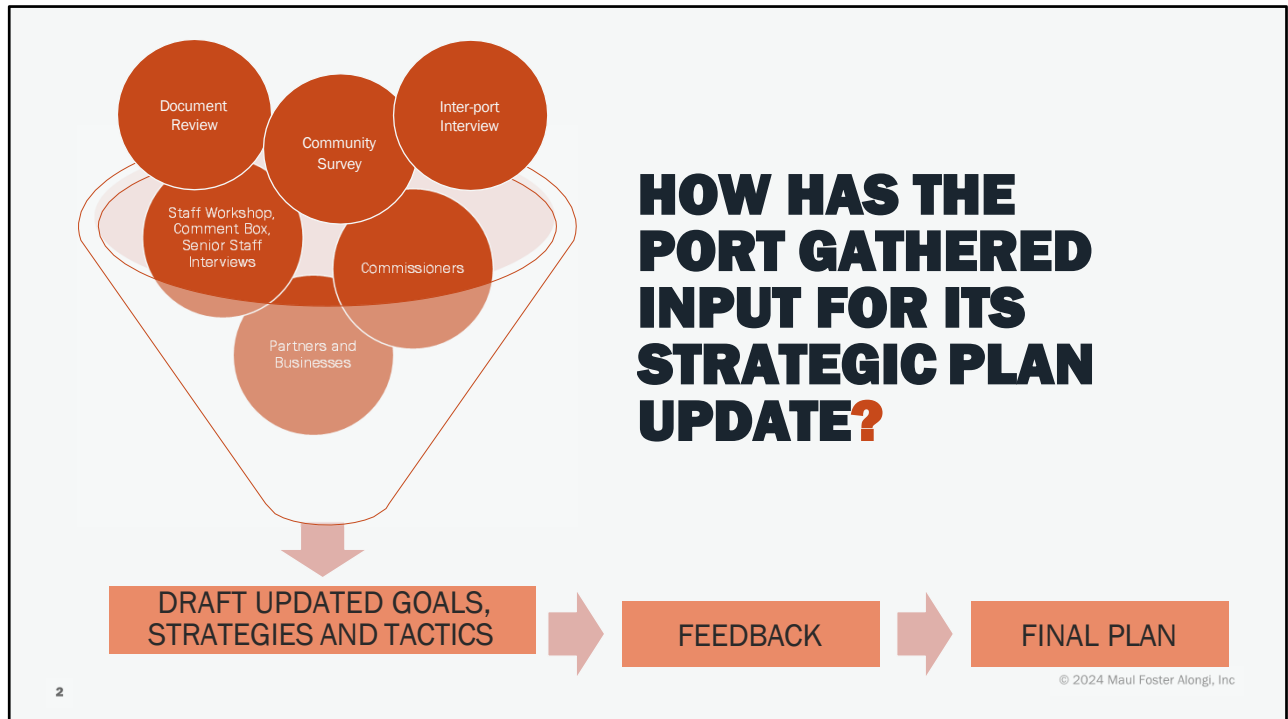 Document
Review
Community
Survey
Inter-port
Interview
Staff Workshop,
Comment Box,
Senior Staff
Interviews
Commissioners
Partners and
Businesses
HOW HAS THE
PORT GATHERED
INPUT FOR ITS
STRATEGIC PLAN
UPDATE?
DRAFT UPDATED GOALS,
STRATEGIES AND TACTICS
FEEDBACK
FINAL PLAN
2
© 2024 Maul Foster Alongi, Inc